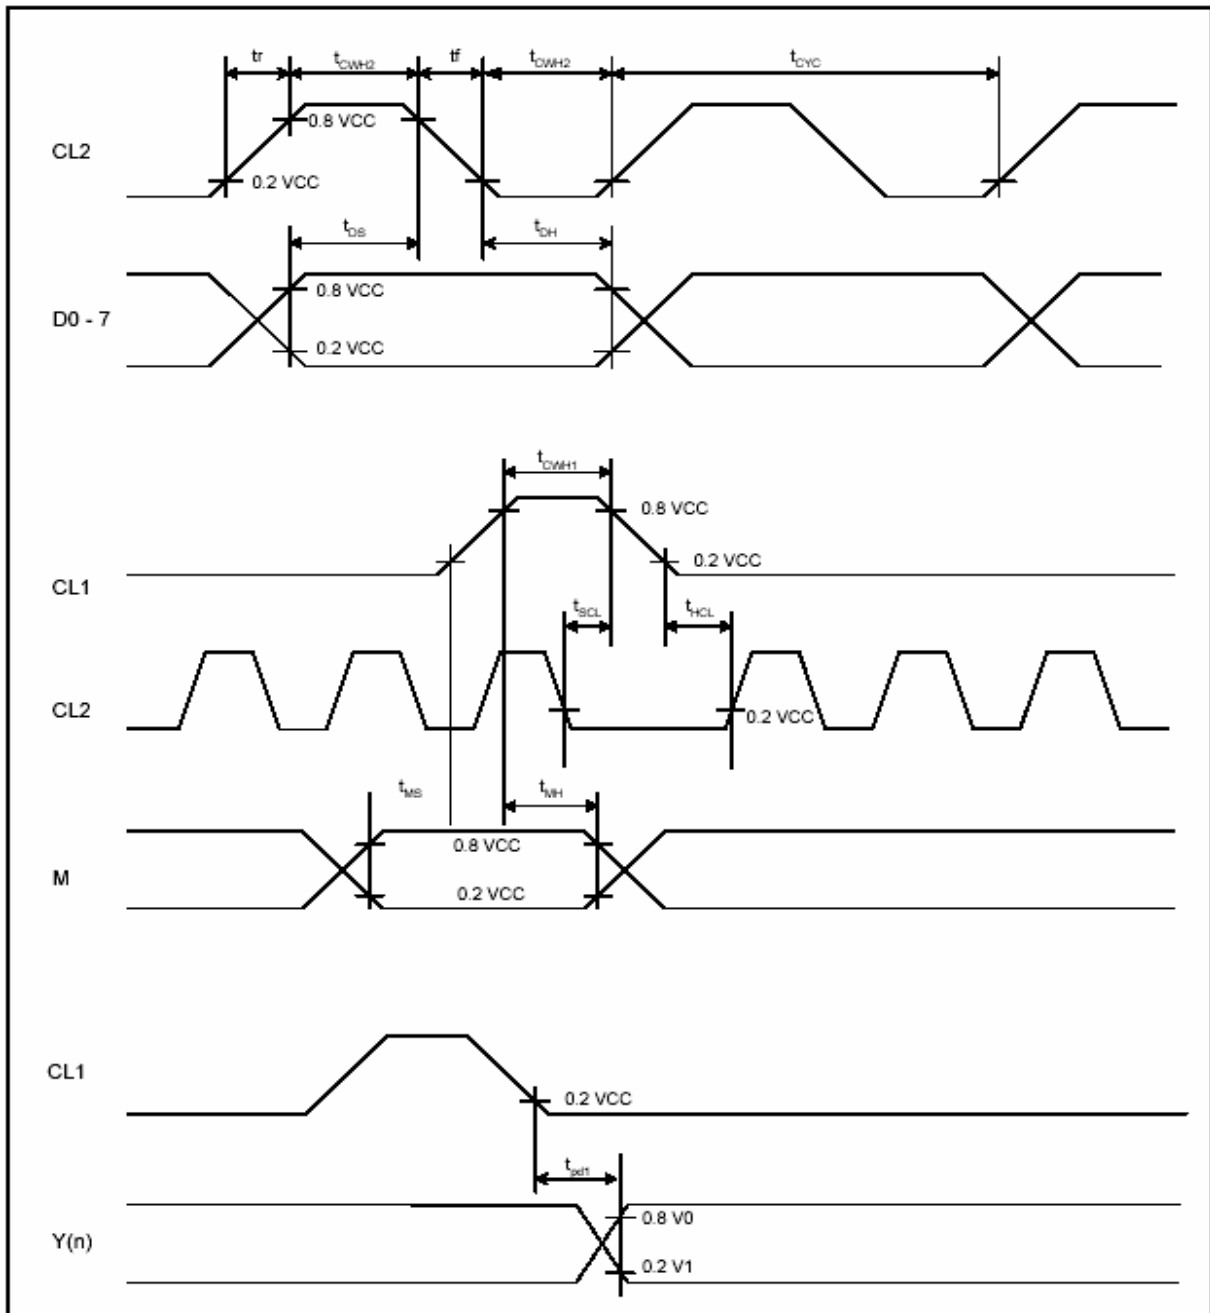 tr tCWH2 tf tCWH2 tCYC
CL2
0.8 VCC
0.2 VCC
tDS tDH
D0 - 7
0.8 VCC
0.2 VCC
tCWH1
0.8 VCC
CL1
0.2 VCC
tSCL tHCL
CL2
0.2 VCC
tMS tMH
0.8 VCC
M
0.2 VCC
CL1
0.2 VCC
tpd1
0.8 V0
Y(n)
0.2 V1